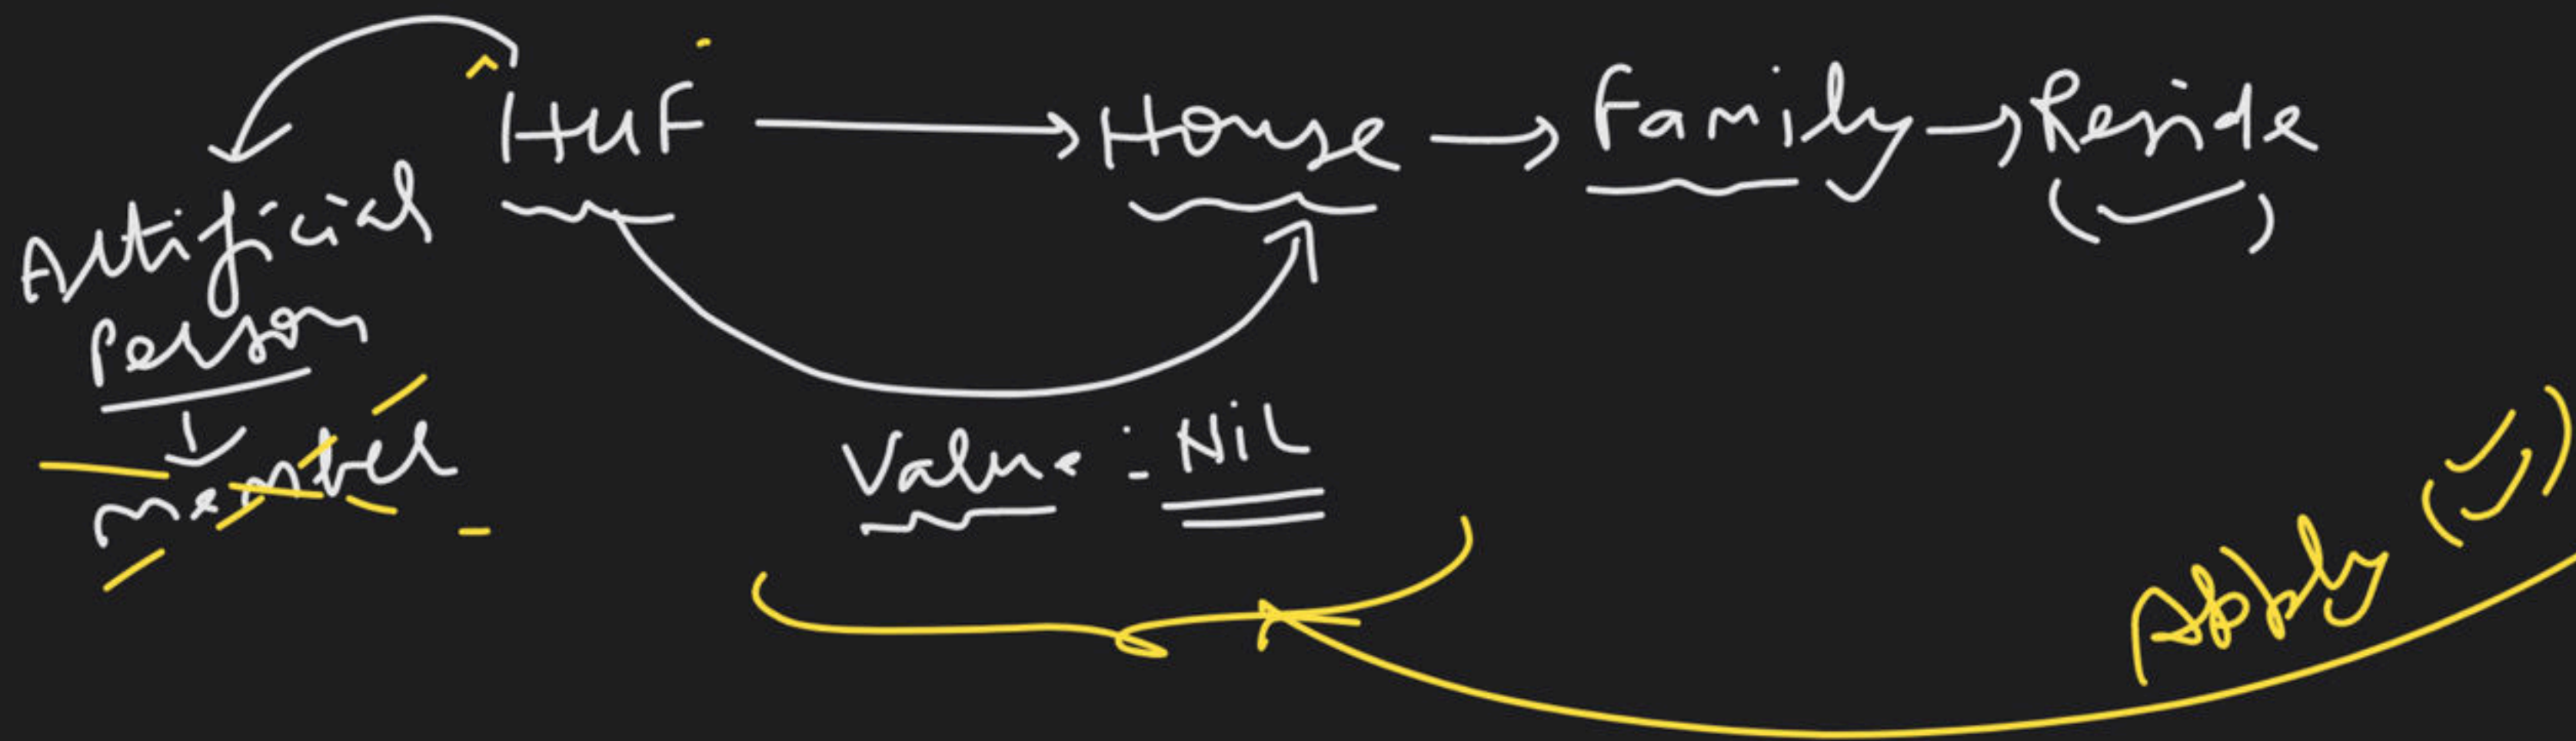 HUF → House → Family → Reside
Artificial
Person
↓
member
Value :- Nil
Apply